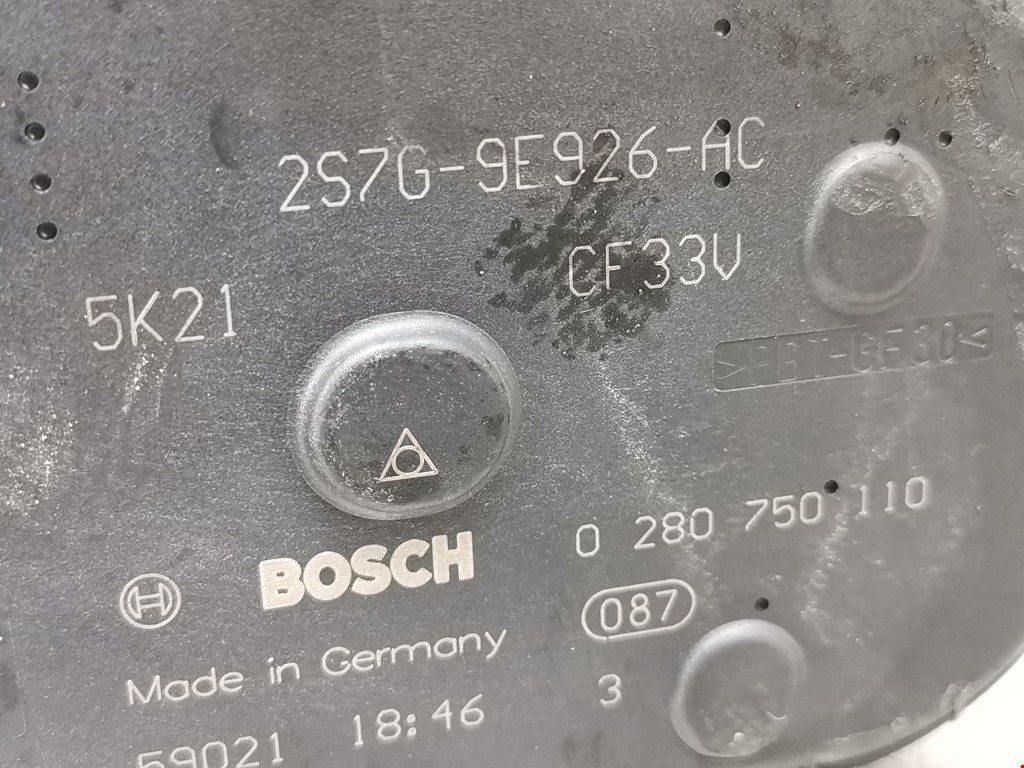 2S7G-9E926-AC
CF33V
5K21
>PBT-GF30<
0 280 750 110
BOSCH
087
Made in Germany
3
59021 18:46